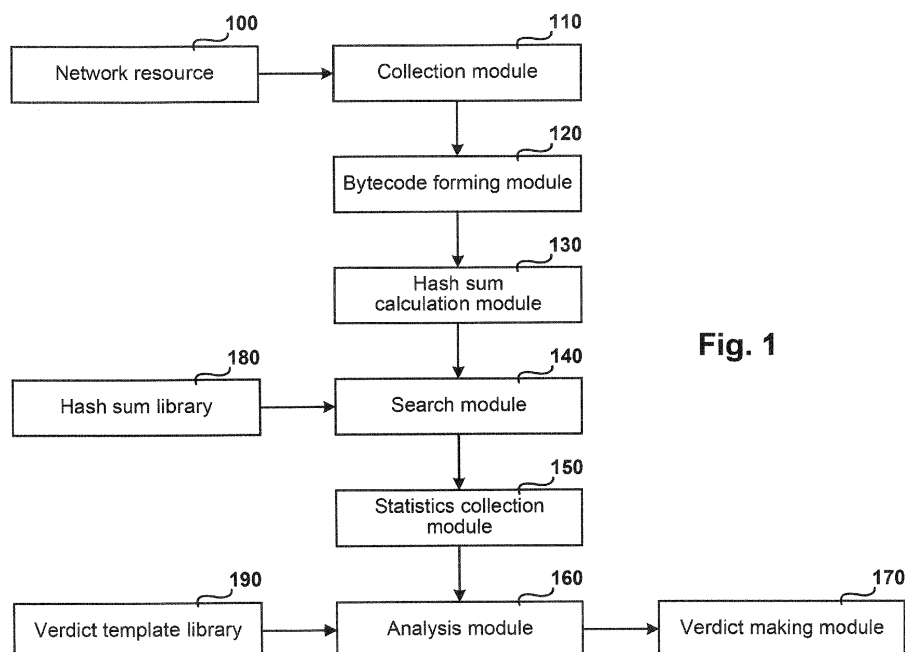 100
110
Network resource
Collection module
120
Bytecode forming module
130
Hash sum
calculation module
Fig. 1
180
140
Hash sum library
Search module
150
Statistics collection
module
190
160
170
Verdict template library
Analysis module
Verdict making module